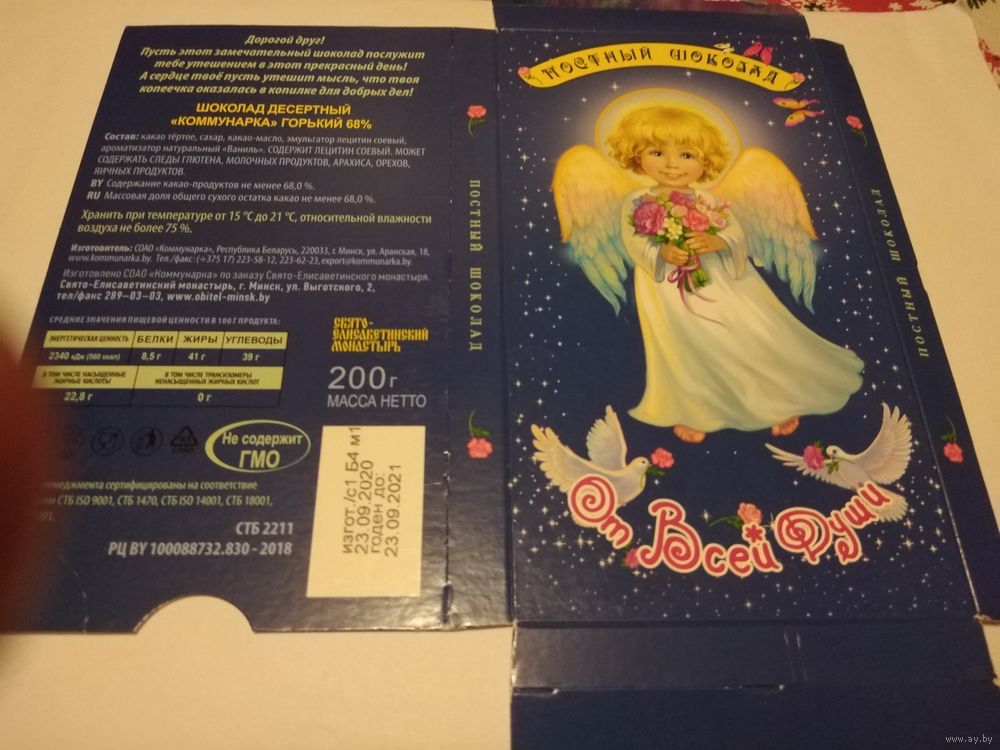 Дорогой друг!
Пусть этот замечательный шоколад послужит
тебе утешением в этот прекрасный день!
А сердце твоё пусть утешит мысль, что твоя
копеечка оказалась в копилке для добрых дел!
ШОКОЛАД ДЕСЕРТНЫЙ
«КОММУНАРКА» ГОРЬКИЙ 68%
Состав: какао тёртое, сахар, какао-масло, эмульгатор лецитин соевый,
ароматизатор натуральный «Ваниль». СОДЕРЖИТ ЛЕЦИТИН СОЕВЫЙ. МОЖЕТ
СОДЕРЖАТЬ СЛЕДЫ ГЛЮТЕНА, МОЛОЧНЫХ ПРОДУКТОВ, АРАХИСА, ОРЕХОВ,
ЯИЧНЫХ ПРОДУКТОВ.
BY Содержание какао-продуктов не менее 68,0 %.
RU Массовая доля общего сухого остатка какао не менее 68,0 %.
Хранить при температуре от 15 °С до 21 °С, относительной влажности
воздуха не более 75 %.
Изготовитель: СОАО «Коммунарка», Республика Беларусь, 220033, г. Минск, ул. Аранская, 18,
www.kommunarka.by. Тел./факс: (+375 17) 223-58-12, 223-62-23, export@kommunarka.by
Изготовлено СОАО «Коммунарка» по заказу Свято-Елисаветинского монастыря.
Свято-Елисаветинский монастырь, г. Минск, ул. Выготского, 2,
тел/факс 289–03–03, www.obitel-minsk.by
СРЕДНИЕ ЗНАЧЕНИЯ ПИЩЕВОЙ ЦЕННОСТИ В 100 Г ПРОДУКТА:
ЭНЕРГЕТИЧЕСКАЯ ЦЕННОСТЬ БЕЛКИ ЖИРЫ УГЛЕВОДЫ
2340 кДж (560 ккал) 8,5 г 41 г 39 г
В ТОМ ЧИСЛЕ НАСЫЩЕННЫЕ ЖИРНЫЕ КИСЛОТЫ В ТОМ ЧИСЛЕ ТРАНСИЗОМЕРЫ НЕНАСЫЩЕННЫХ ЖИРНЫХ КИСЛОТ
22,8 г 0 г
СВЯТО-
ЕЛИСАВЕТИНСКИЙ
МОНАСТЫРЬ
200 г
МАССА НЕТТО
Не содержит
ГМО
менеджмента сертифицированы на соответствие
СТБ ISO 9001, СТБ 1470, СТБ ISO 14001, СТБ 18001,
СТБ 2211
РЦ BY 100088732.830 - 2018
изгот./с1 Б4 м1
23.09.2020
годен до:
23.09.2021
ПОСТНЫЙ ШОКОЛАД
ПОСТНЫЙ ШОКОЛАД
От Всей Души
ПОСТНЫЙ ШОКОЛАД
www.ay.by